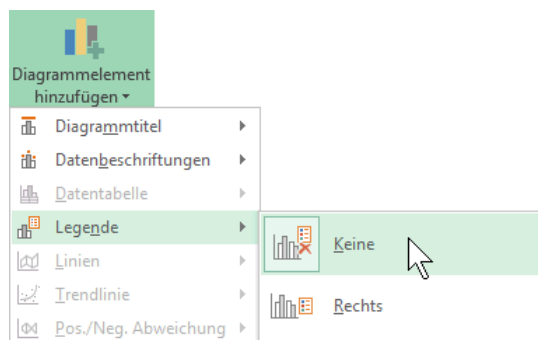 Diagrammelement
hinzufügen
Diagrammtitel
Datenbeschriftungen
Datentabelle
Legende
Keine
Linien
Trendlinie
Rechts
Pos./Neg. Abweichung